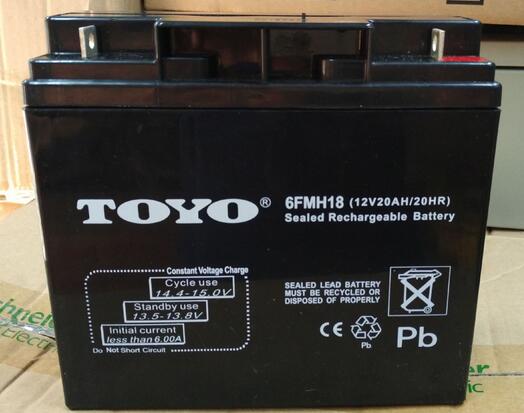 TOYO®
6FMH18 (12V20AH/20HR)
Sealed Rechargeable Battery
Constant Voltage Charge
Cycle use
14.4-15.0V
Standby use
13.5-13.8V
Initial current
less than 6.00A
Do Not Short Circuit
SEALED LEAD BATTERY
MUST BE RECYCLED OR
DISPOSED OF PROPERLY
CE
Pb
Pb